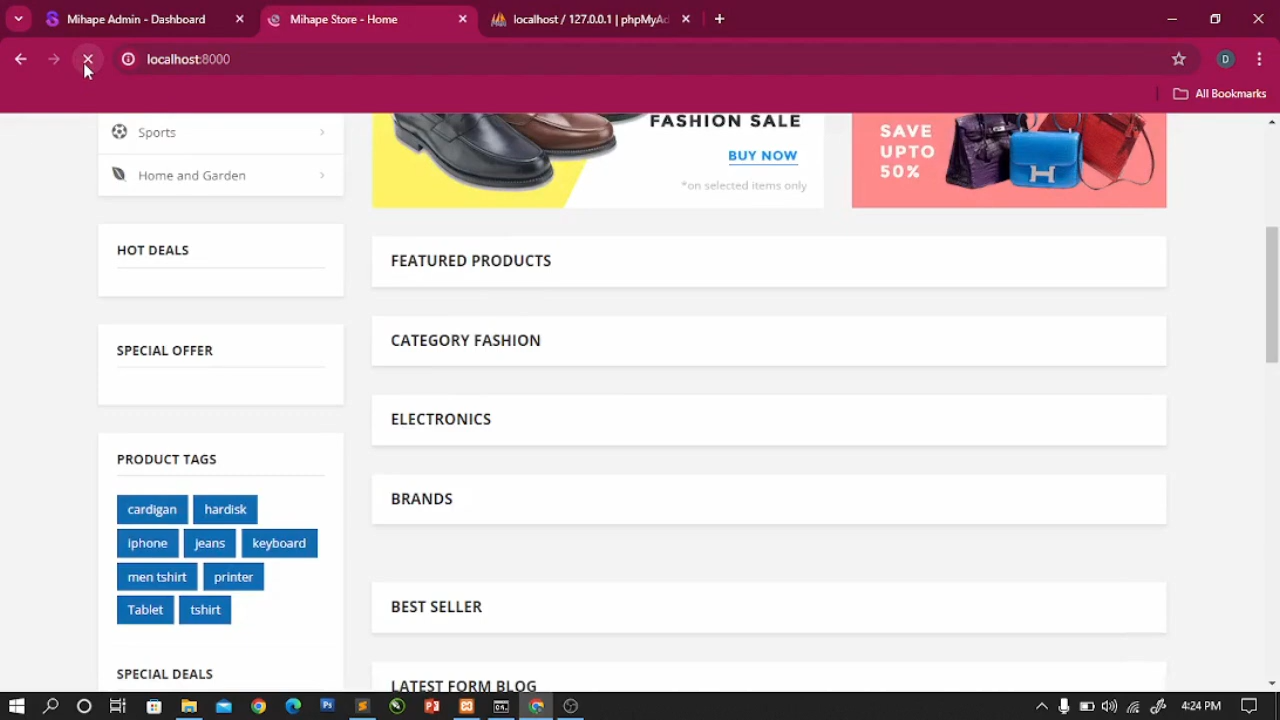 Mihape Admin - Dashboard
Mihape Store - Home
localhost / 127.0.0.1 | phpMyAd
localhost:8000
D
All Bookmarks
Sports
Home and Garden
FASHION SALE
BUY NOW
*on selected items only
SAVE
UPTO
50%
HOT DEALS
SPECIAL OFFER
PRODUCT TAGS
cardigan
hardisk
iphone
jeans
keyboard
men tshirt
printer
Tablet
tshirt
SPECIAL DEALS
FEATURED PRODUCTS
CATEGORY FASHION
ELECTRONICS
BRANDS
BEST SELLER
LATEST FORM BLOG
4:24 PM